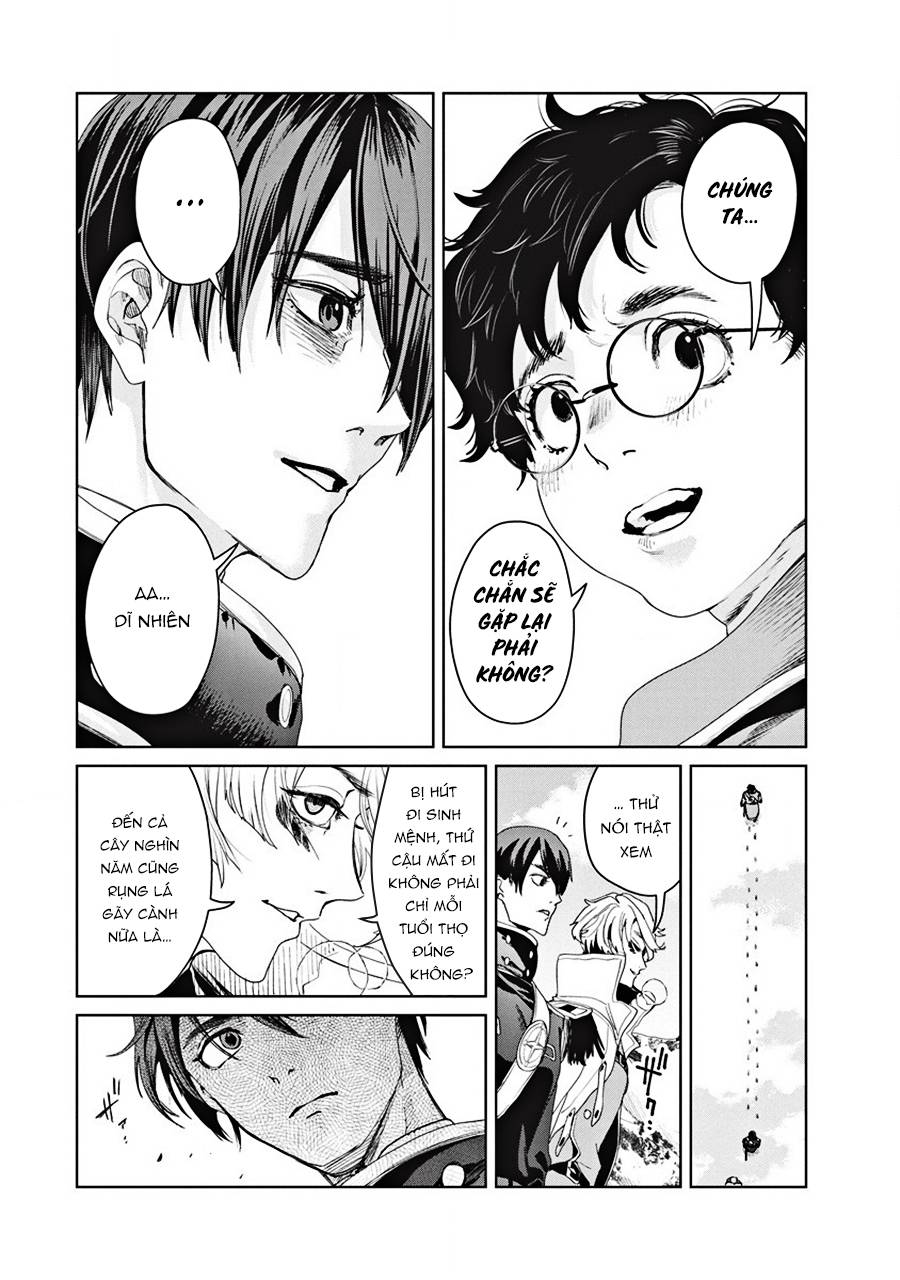 CHÚNG
TA...
CHẮC
CHẮN SẼ
GẶP LẠI
PHẢI
KHÔNG?
...
AA...
DĨ NHIÊN
... THỬ
NÓI THẬT
XEM
BỊ HÚT
ĐI SINH
MỆNH, THỨ
CẬU MẤT ĐI
KHÔNG PHẢI
CHỈ MỖI
TUỔI THỌ
ĐÚNG
KHÔNG?
ĐẾN CẢ
CÂY NGHÌN
NĂM CŨNG
RỤNG LÁ
GÃY CÀNH
NỮA LÀ...